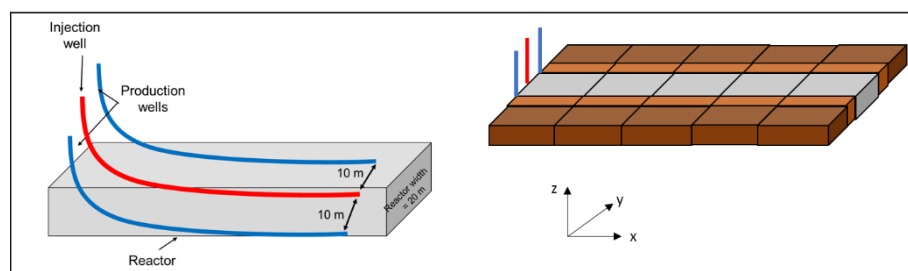 Injection
well
Production
wells
10 m
10 m
Reactor width
= 20 m
Reactor
z
y
x